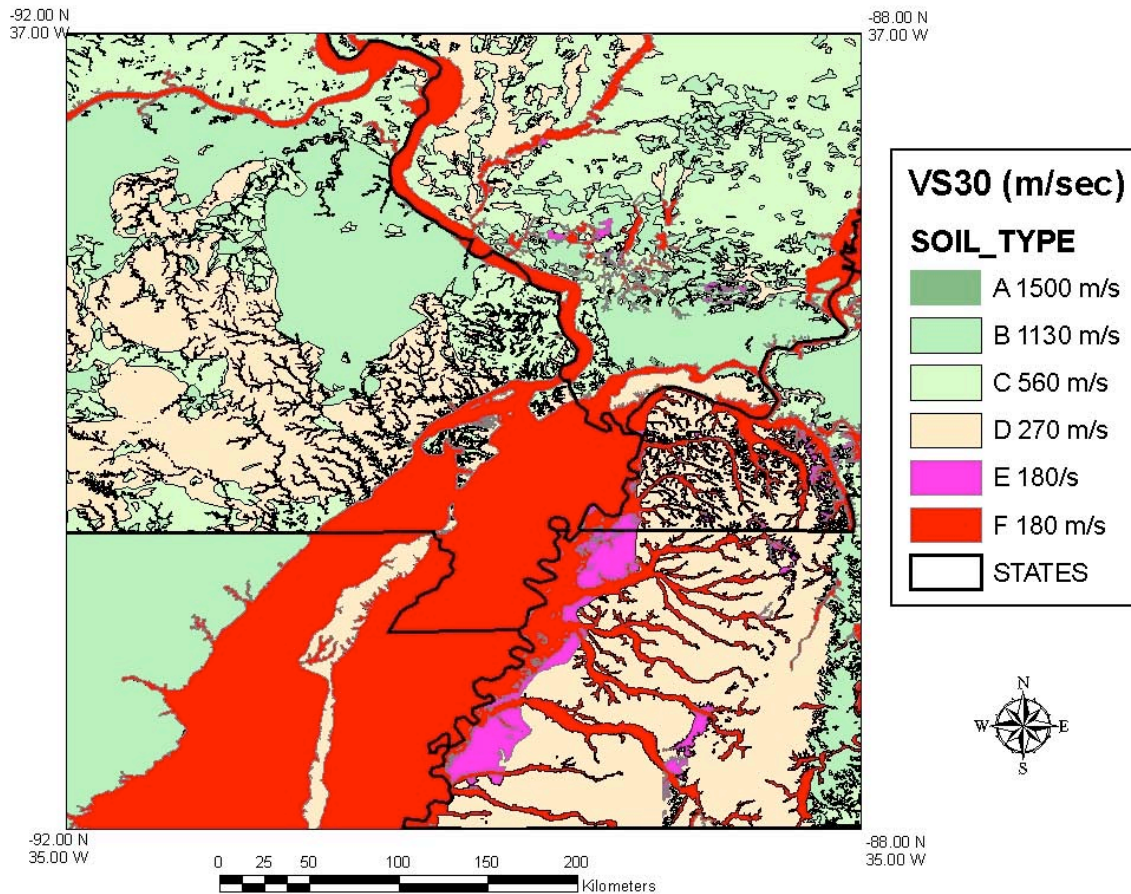 -92.00 N
37.00 W
-88.00 N
37.00 W
VS30 (m/sec)
SOIL_TYPE
A 1500 m/s
B 1130 m/s
C 560 m/s
D 270 m/s
E 180/s
F 180 m/s
STATES
N
W E
S
-92.00 N
35.00 W
-88.00 N
35.00 W
0 25 50 100 150 200
Kilometers